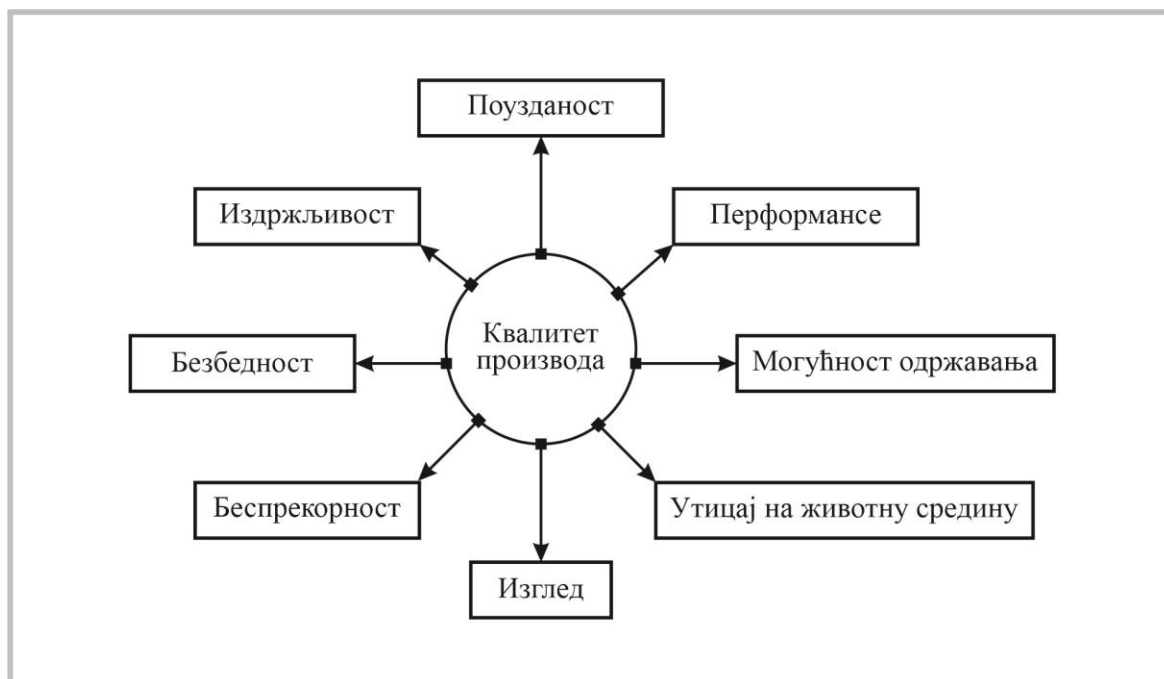 Поузданост
Издржљивост
Перформансе
Квалитет
производа
Безбедност
Могућност одржавања
Беспрекорност
Утицај на животну средину
Изглед